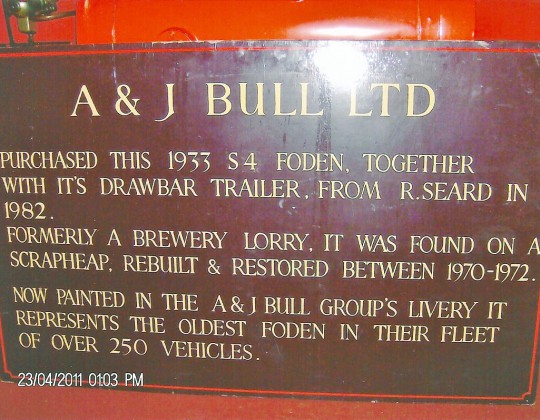 A & J BULL LTD
PURCHASED THIS 1933 S4 FODEN, TOGETHER
WITH IT'S DRAWBAR TRAILER, FROM R.SEARD IN
1982.
FORMERLY A BREWERY LORRY, IT WAS FOUND ON A
SCRAPHEAP, REBUILT & RESTORED BETWEEN 1970-1972.
NOW PAINTED IN THE A & J BULL GROUP'S LIVERY IT
REPRESENTS THE OLDEST FODEN IN THEIR FLEET
OF OVER 250 VEHICLES.
23/04/2011 01:03 PM